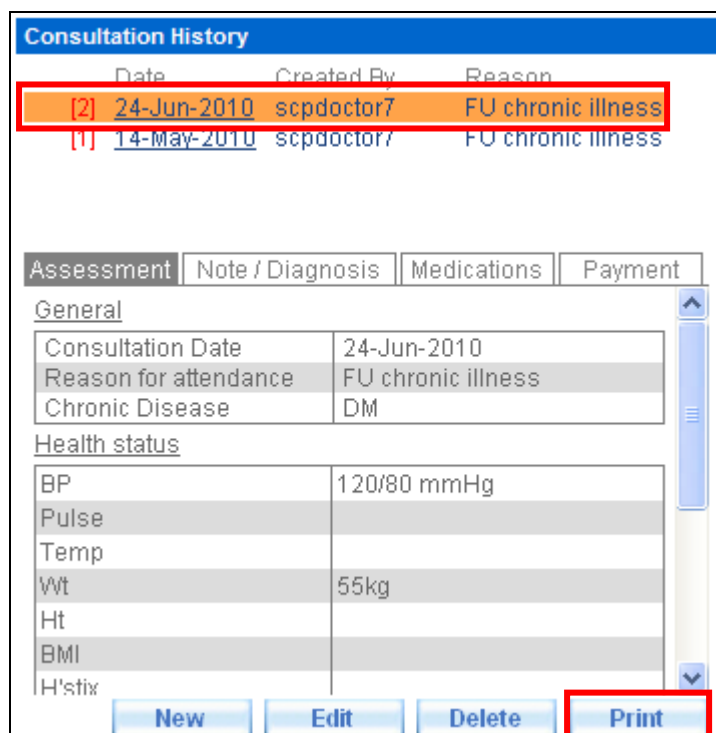 Consultation History
Date Created By Reason
[2] 24-Jun-2010 scpdoctor7 FU chronic illness
[1] 14-May-2010 scpdoctor7 FU chronic illness
Assessment Note / Diagnosis Medications Payment
General
Consultation Date 24-Jun-2010
Reason for attendance FU chronic illness
Chronic Disease DM
Health status
BP 120/80 mmHg
Pulse
Temp
Wt 55kg
Ht
BMI
H'stix
New Edit Delete Print